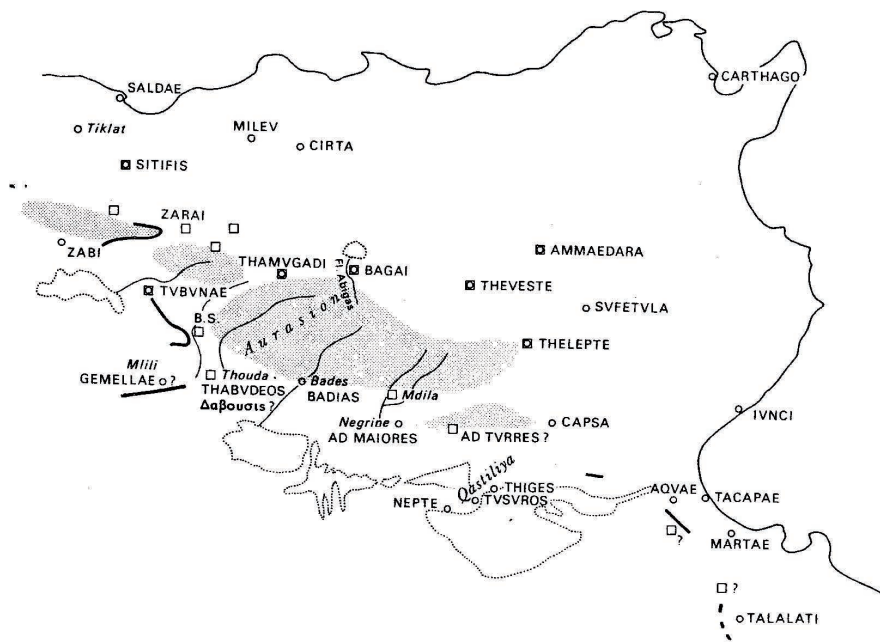 SALDAE
CARTHAGO
Tiklat
MILEV
CIRTA
SITIFIS
ZARAI
ZABI
THAMVGADI
Fl. Abigas
BAGAI
AMMAEDARA
TVBVNAE
THEVESTE
B.S.
Aurasion
SVFETVLA
THELEPTE
Mlili
GEMELLAE ?
Thouda
THABVDEOS
Δαβουσις ?
Bades
BADIAS
Mdila
Negrine
AD MAIORES
AD TVRRES ?
CAPSA
IVNCI
Qastiliya
THIGES
TVSVROS
NEPTE
AQVAE
TACAPAE
?
MARTAE
?
TALALATI